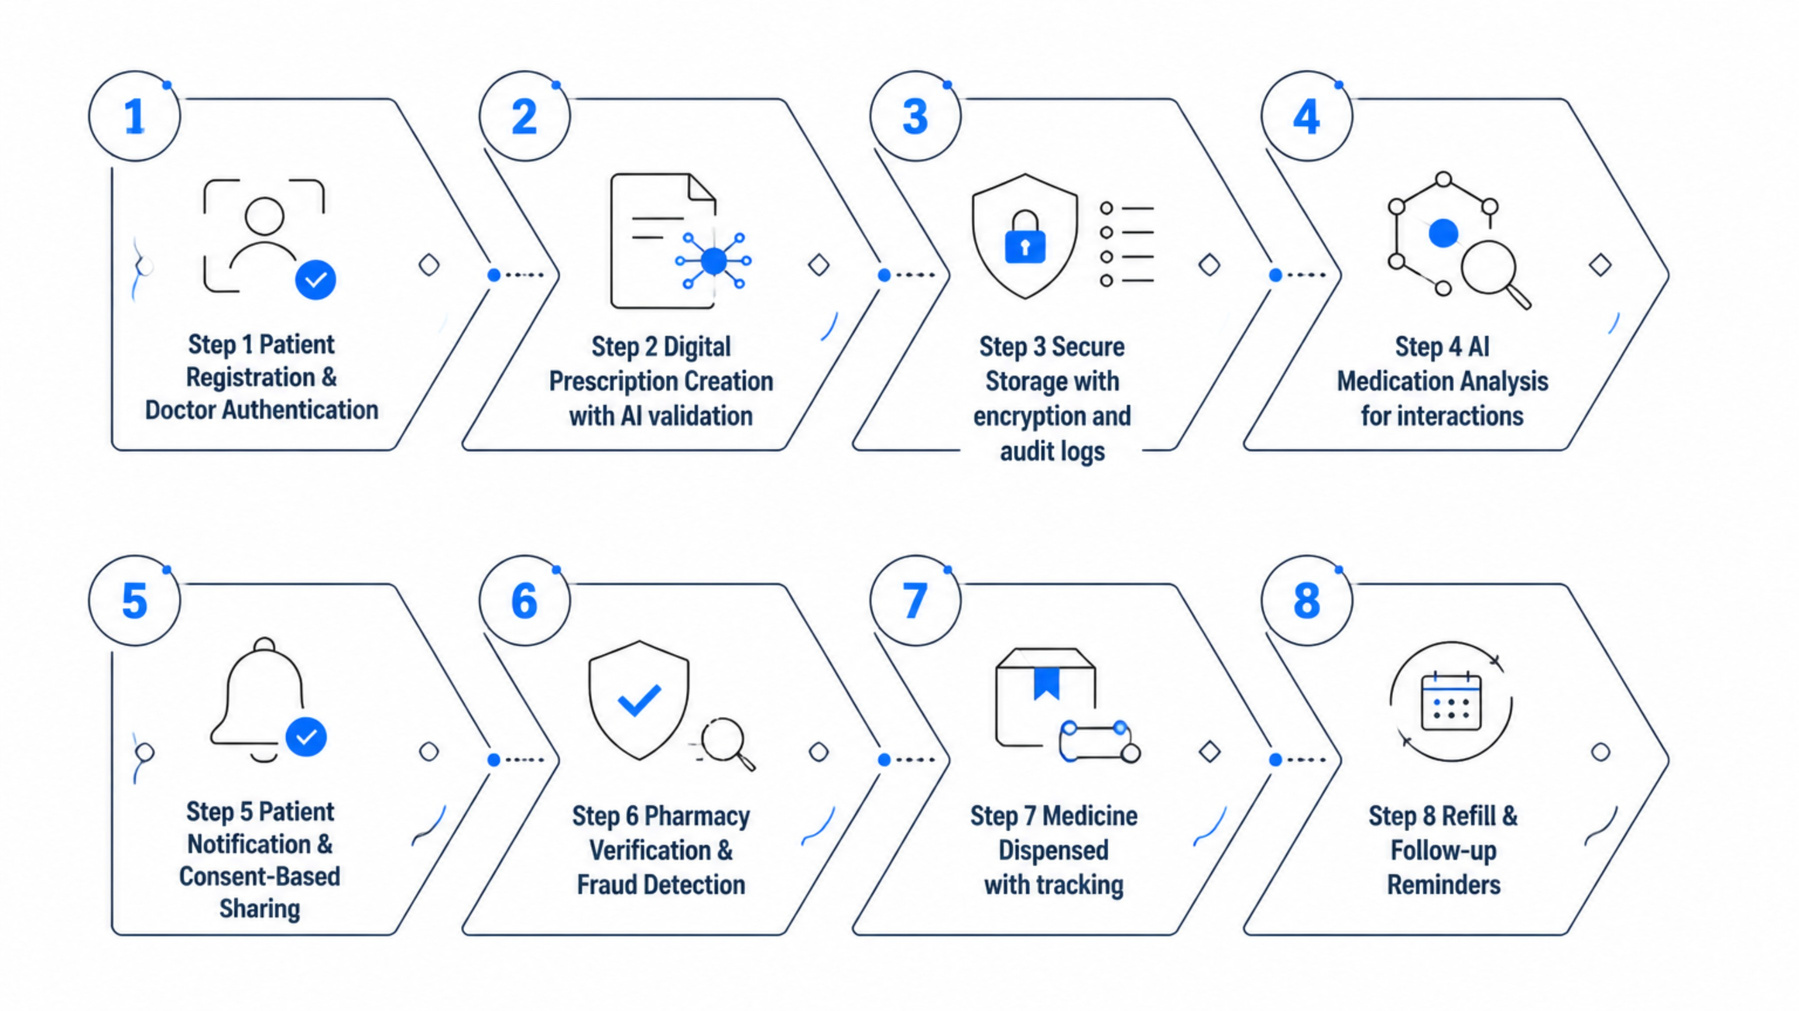 1
Step 1 Patient
Registration &
Doctor Authentication
2
Step 2 Digital
Prescription Creation
with AI validation
3
Step 3 Secure
Storage with
encryption and
audit logs
4
Step 4 AI
Medication Analysis
for interactions
5
Step 5 Patient
Notification &
Consent-Based
Sharing
6
Step 6 Pharmacy
Verification &
Fraud Detection
7
Step 7 Medicine
Dispensed
with tracking
8
Step 8 Refill &
Follow-up
Reminders